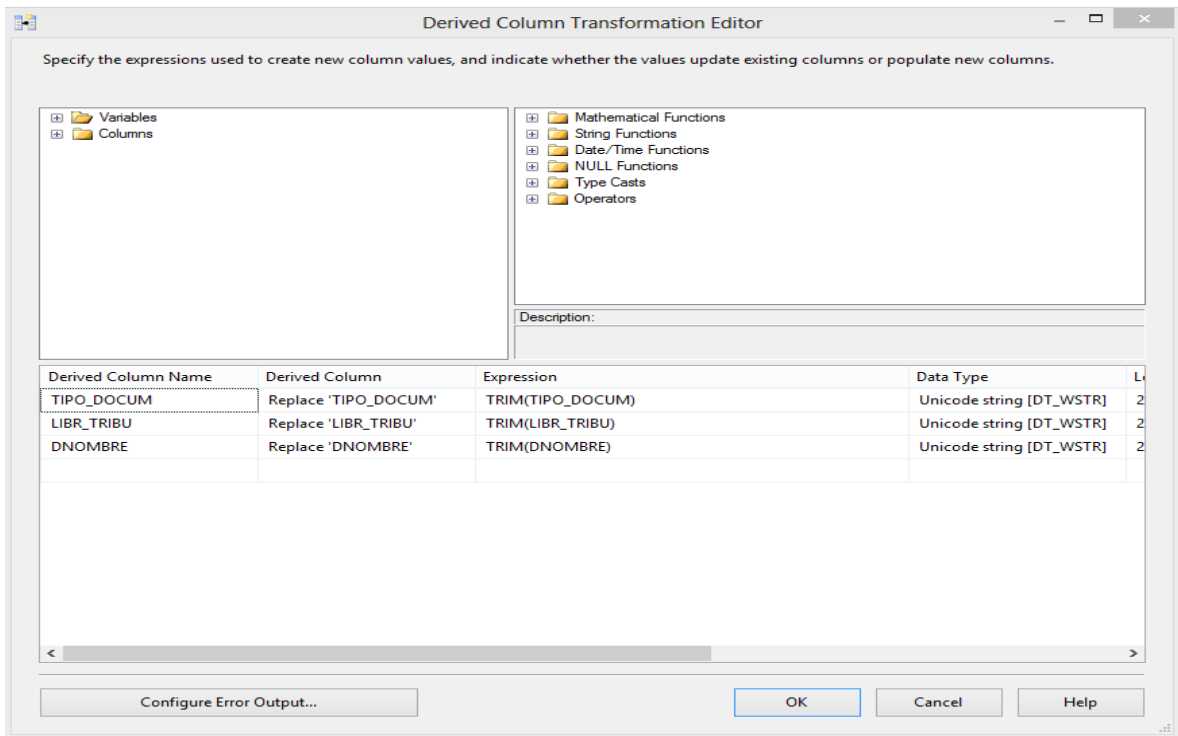 Derived Column Transformation Editor
Specify the expressions used to create new column values, and indicate whether the values update existing columns or populate new columns.
Variables
Columns
Mathematical Functions
String Functions
Date/Time Functions
NULL Functions
Type Casts
Operators
Description:
Derived Column Name Derived Column Expression Data Type
TIPO_DOCUM Replace 'TIPO_DOCUM' TRIM(TIPO_DOCUM) Unicode string [DT_WSTR] 2
LIBR_TRIBU Replace 'LIBR_TRIBU' TRIM(LIBR_TRIBU) Unicode string [DT_WSTR] 2
DNOMBRE Replace 'DNOMBRE' TRIM(DNOMBRE) Unicode string [DT_WSTR] 2
Configure Error Output... OK Cancel Help